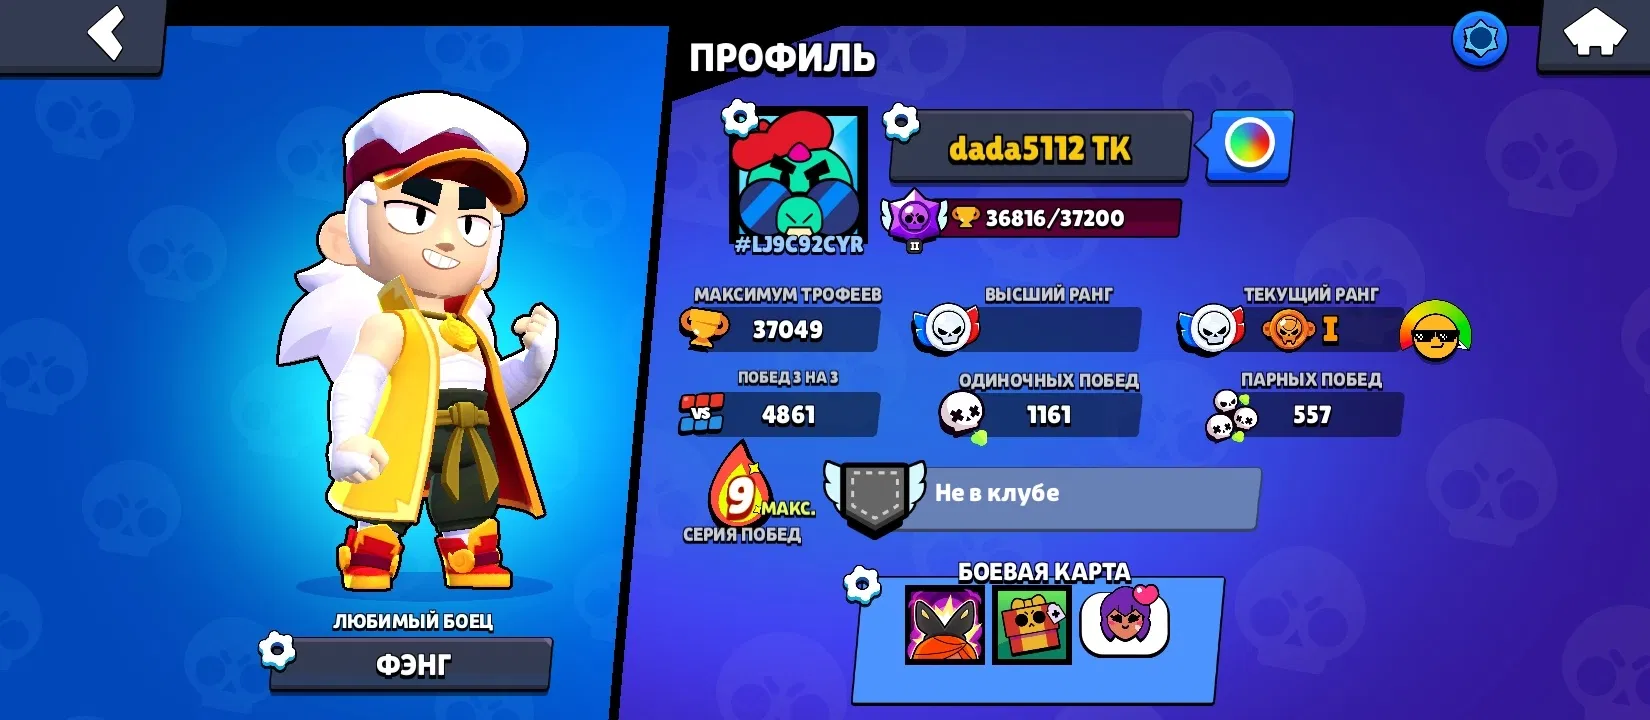 ПРОФИЛЬ
dada5112 TK
#LJ9C92CYR
36816/37200
II
МАКСИМУМ ТРОФЕЕВ
37049
ВЫСШИЙ РАНГ
ТЕКУЩИЙ РАНГ
I
ПОБЕД 3 НА 3
VS
4861
ОДИНОЧНЫХ ПОБЕД
1161
ПАРНЫХ ПОБЕД
557
9
МАКС.
СЕРИЯ ПОБЕД
Не в клубе
БОЕВАЯ КАРТА
ЛЮБИМЫЙ БОЕЦ
ФЭНГ